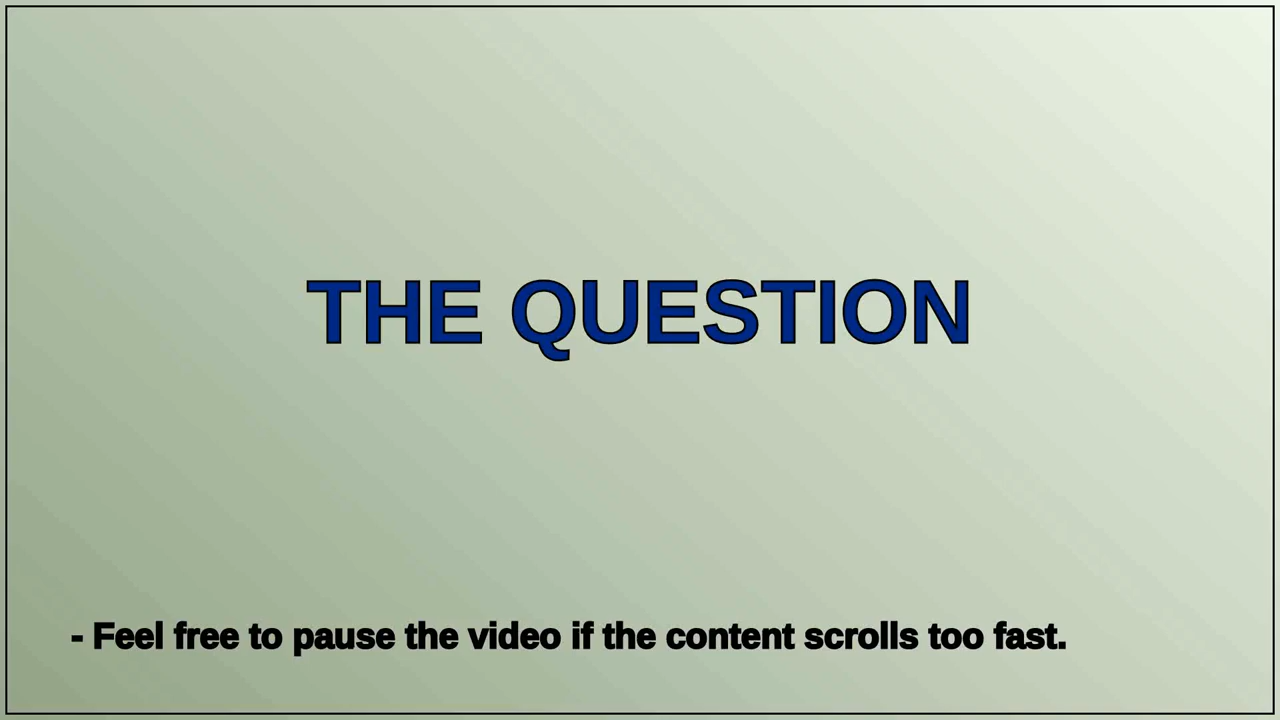 THE QUESTION
- Feel free to pause the video if the content scrolls too fast.